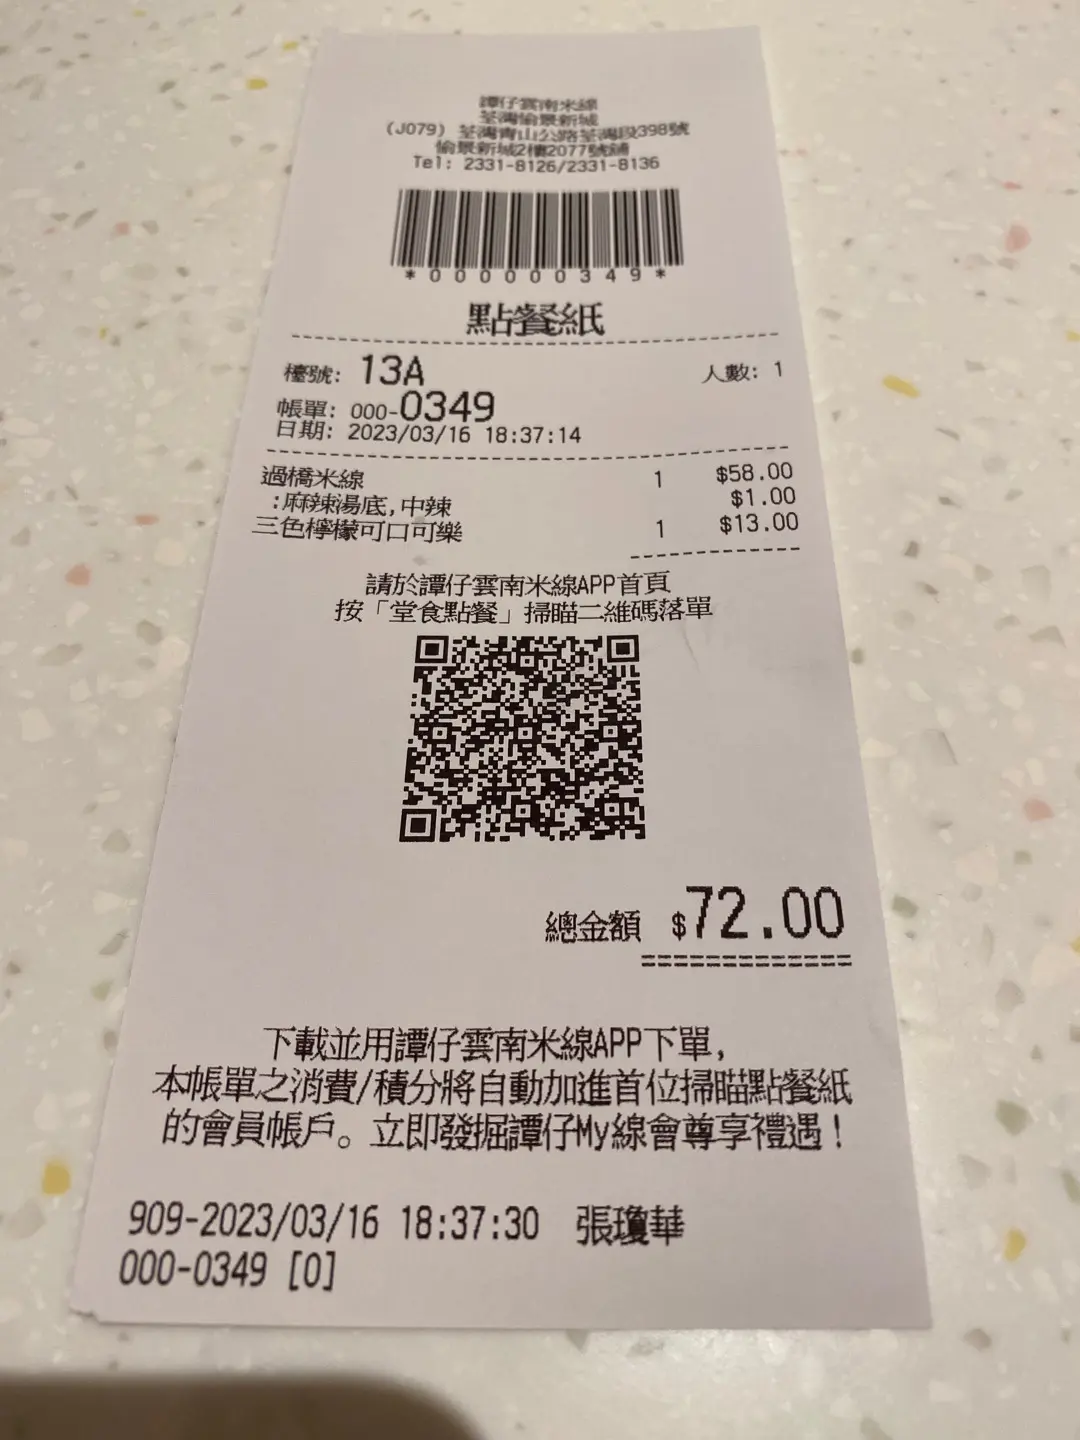 譚仔雲南米線
荃灣愉景新城
(J079) 荃灣青山公路荃灣段398號
愉景新城2樓2077號舖
Tel: 2331-8126/2331-8136
*000000349*
點餐紙
檯號: 13A 人數: 1
帳單: 000-0349
日期: 2023/03/16 18:37:14
過橋米線 1 $58.00
:麻辣湯底,中辣 $1.00
三色檸檬可口可樂 1 $13.00
請於譚仔雲南米線APP首頁
按「堂食點餐」掃瞄二維碼落單
總金額 $72.00
=============
下載並用譚仔雲南米線APP下單,
本帳單之消費/積分將自動加進首位掃瞄點餐紙
的會員帳戶。立即發掘譚仔My線會尊享禮遇!
909-2023/03/16 18:37:30 張瓊華
000-0349 [0]